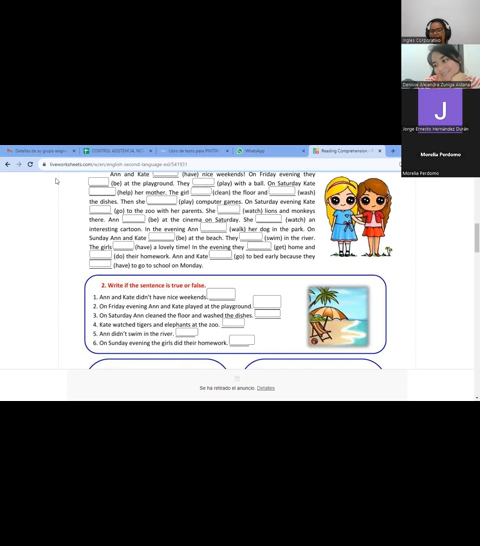 Ingles Corporativo
Denisse Alejandra Zuniga Aldana
J
Jorge Ernesto Hernández Durán
Morelia Perdomo
Morelia Perdomo
WhatsApp
Reading Comprehension
liveworksheets.com/w/en/english-second-language-esl/541931
Ann and Kate (have) nice weekends! On Friday evening they
(be) at the playground. They (play) with a ball. On Saturday Kate
(help) her mother. The girl (clean) the floor and (wash)
the dishes. Then she (play) computer games. On Saturday evening Kate
(go) to the zoo with her parents. She (watch) lions and monkeys
there. Ann (be) at the cinema on Saturday. She (watch) an
interesting cartoon. In the evening Ann (walk) her dog in the park. On
Sunday Ann and Kate (be) at the beach. They (swim) in the river.
The girls (have) a lovely time! In the evening they (get) home and
(do) their homework. Ann and Kate (go) to bed early because they
(have) to go to school on Monday.
2. Write if the sentence is true or false.
1. Ann and Kate didn't have nice weekends.
2. On Friday evening Ann and Kate played at the playground.
3. On Saturday Ann cleaned the floor and washed the dishes.
4. Kate watched tigers and elephants at the zoo.
5. Ann didn't swim in the river.
6. On Sunday evening the girls did their homework.
Se ha retirado el anuncio. Detalles